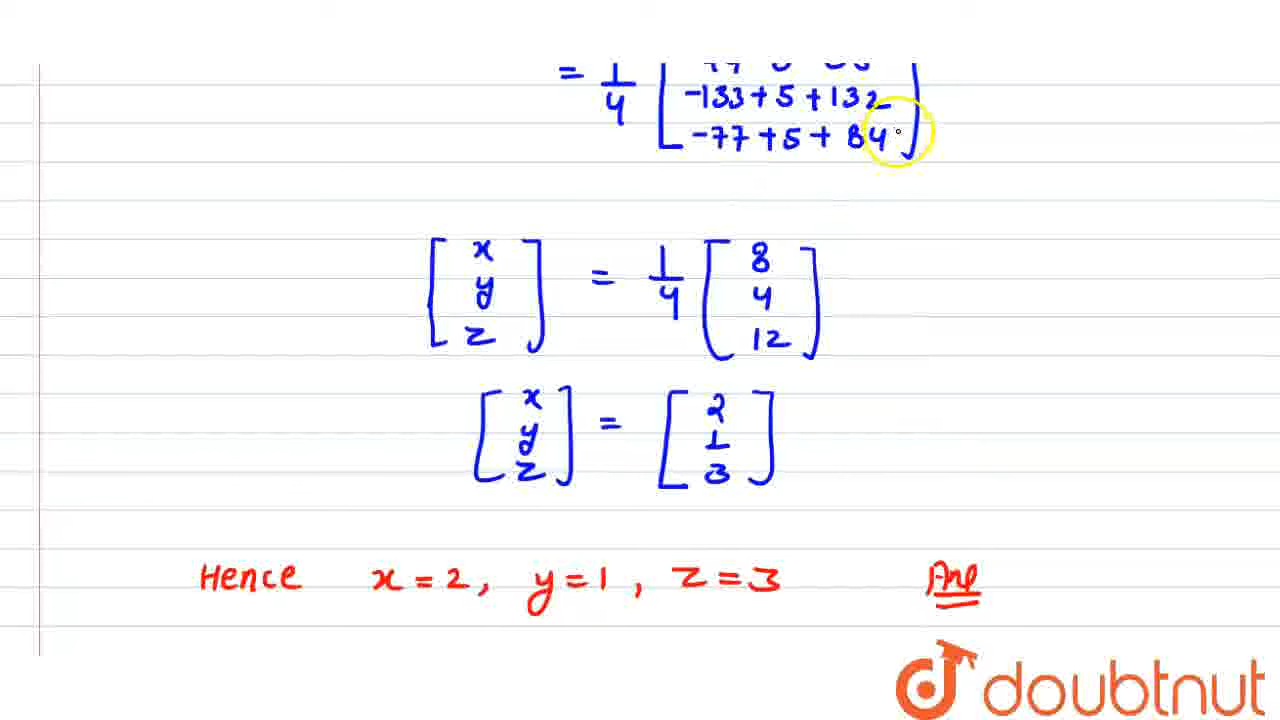 = 1/4 [
-133 + 5 + 132
-77 + 5 + 84 ]
[ x y z ] = 1/4 [ 8 4 12 ]
[ x y z ] = [ 2 1 3 ]
Hence x = 2, y = 1, z = 3 Ans
doubtnut